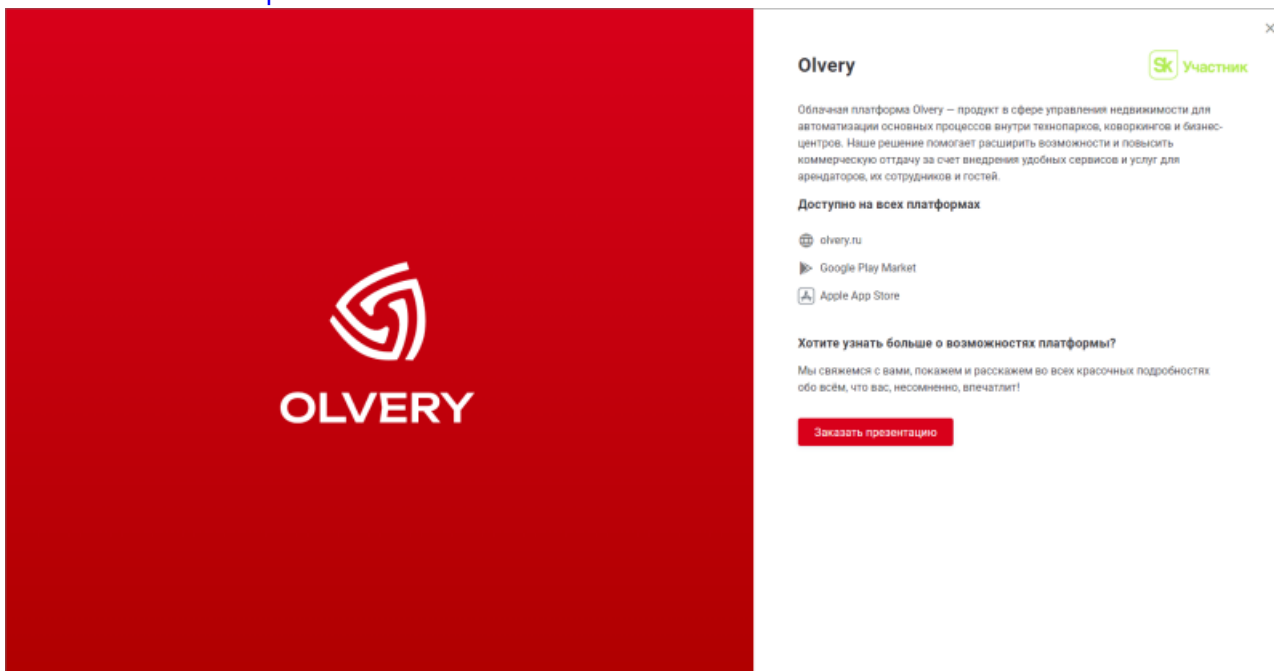 OLVERY
Olvery
Sk Участник
Облачная платформа Olvery — продукт в сфере управления недвижимости для
автоматизации основных процессов внутри технопарков, коворкингов и бизнес-
центров. Наше решение помогает расширить возможности и повысить
коммерческую отдачу за счет внедрения удобных сервисов и услуг для
арендаторов, их сотрудников и гостей.
Доступно на всех платформах
olvery.ru
Google Play Market
Apple App Store
Хотите узнать больше о возможностях платформы?
Мы свяжемся с вами, покажем и расскажем во всех красочных подробностях
обо всём, что вас, несомненно, впечатлит!
Заказать презентацию